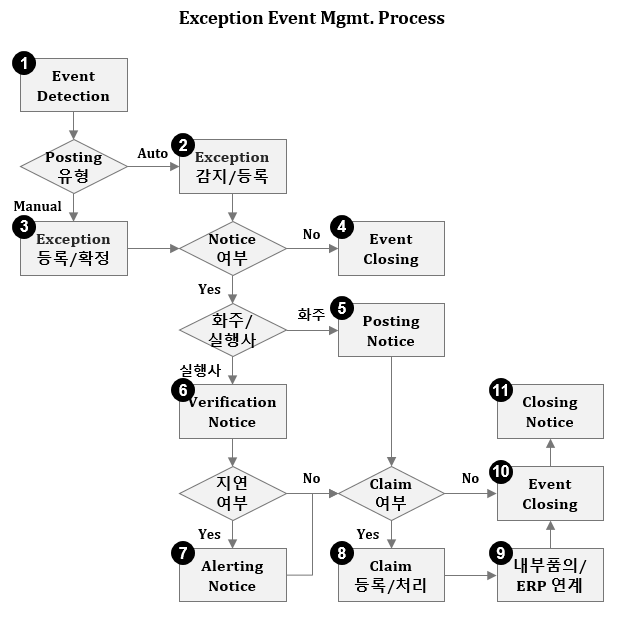 Exception Event Mgmt. Process
1
Event
Detection
Posting
유형
Auto
2
Exception
감지/등록
Manual
3
Exception
등록/확정
Notice
여부
No
4
Event
Closing
Yes
화주/
실행사
화주
5
Posting
Notice
실행사
6
Verification
Notice
11
Closing
Notice
지연
여부
No
Claim
여부
No
10
Event
Closing
Yes
7
Alerting
Notice
Yes
8
Claim
등록/처리
9
내부품의/
ERP 연계